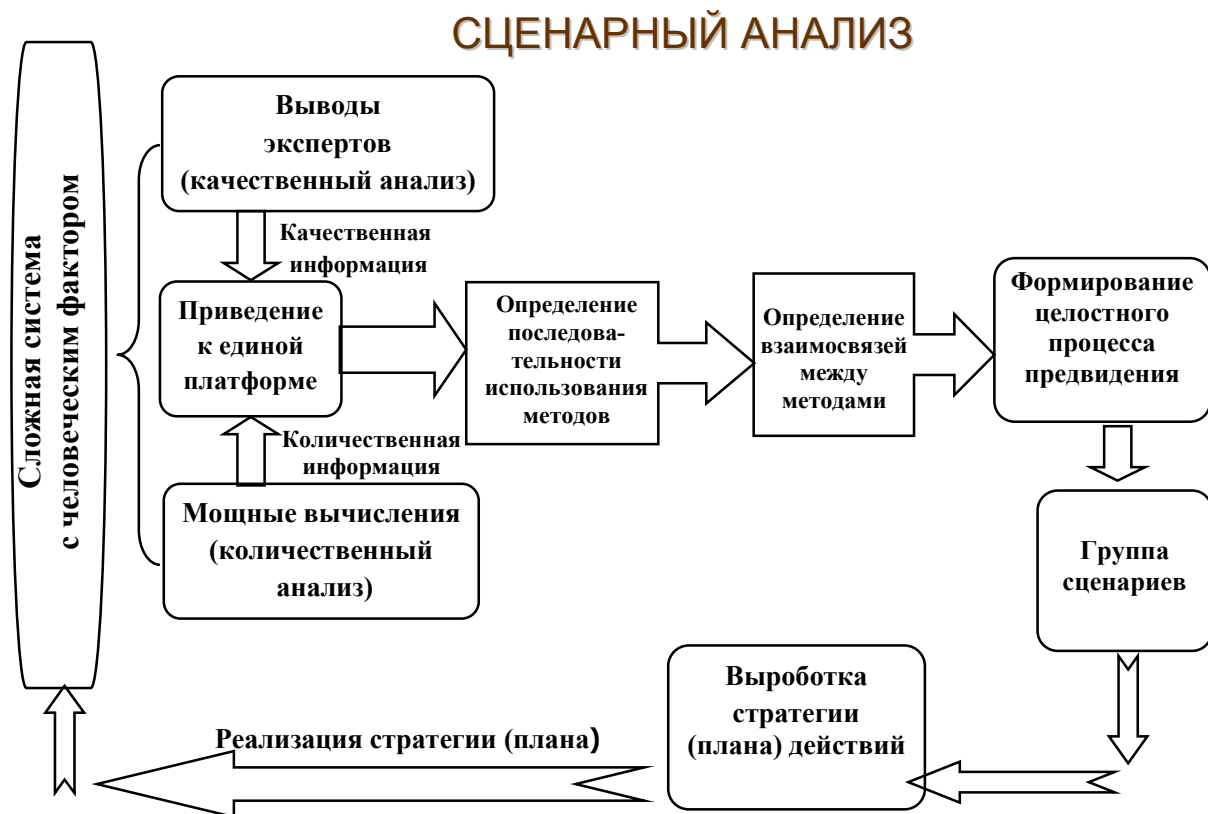 СЦЕНАРНЫЙ АНАЛИЗ
Сложная система
с человеческим фактором
Выводы
экспертов
(качественный анализ)
Качественная
информация
Приведение
к единой
платформе
Количественная
информация
Мощные вычисления
(количественный
анализ)
Определение
последова-
тельности
использования
методов
Определение
взаимосвязей
между
методами
Формирование
целостного
процесса
предвидения
Группа
сценариев
Выроботка
стратегии
(плана) действий
Реализация стратегии (плана)